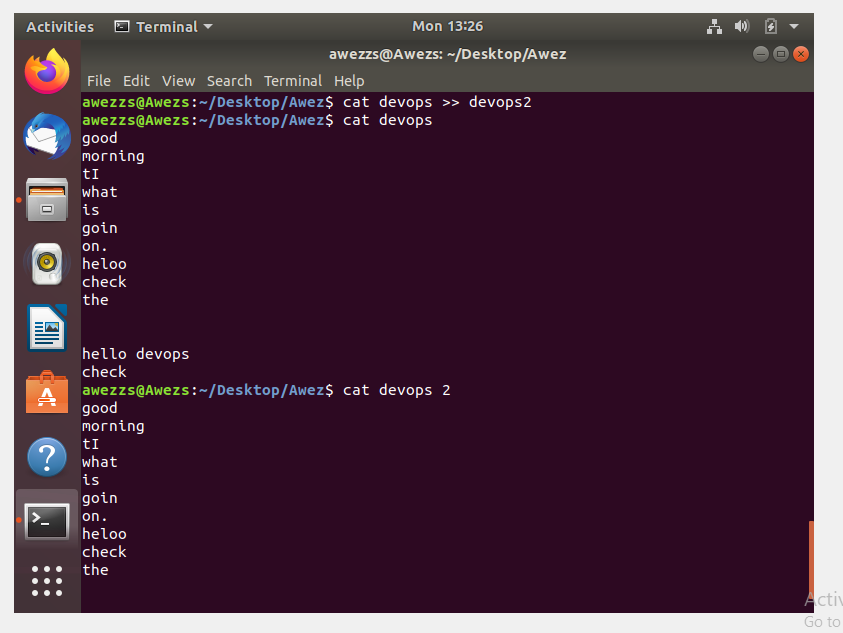 Activities Terminal Mon 13:26
awezzs@Awezs: ~/Desktop/Awez
File Edit View Search Terminal Help
awezzs@Awezs:~/Desktop/Awez$ cat devops >> devops2
awezzs@Awezs:~/Desktop/Awez$ cat devops
good
morning
tI
what
is
goin
on.
heloo
check
the
hello devops
check
awezzs@Awezs:~/Desktop/Awez$ cat devops 2
good
morning
tI
what
is
goin
on.
heloo
check
the
Activ
Go to